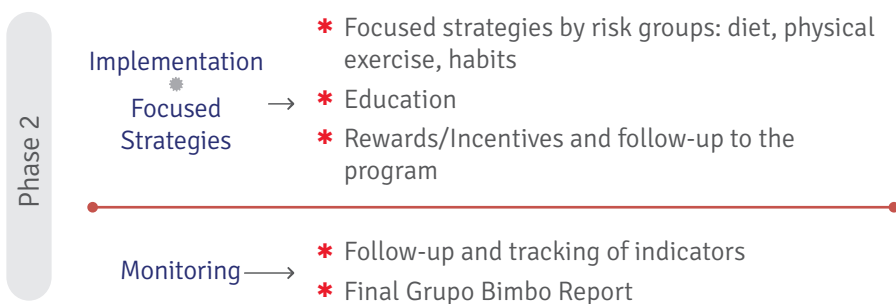 Phase 2
Implementation
Focused
Strategies
* Focused strategies by risk groups: diet, physical
exercise, habits
* Education
* Rewards/Incentives and follow-up to the
program
Monitoring
* Follow-up and tracking of indicators
* Final Grupo Bimbo Report